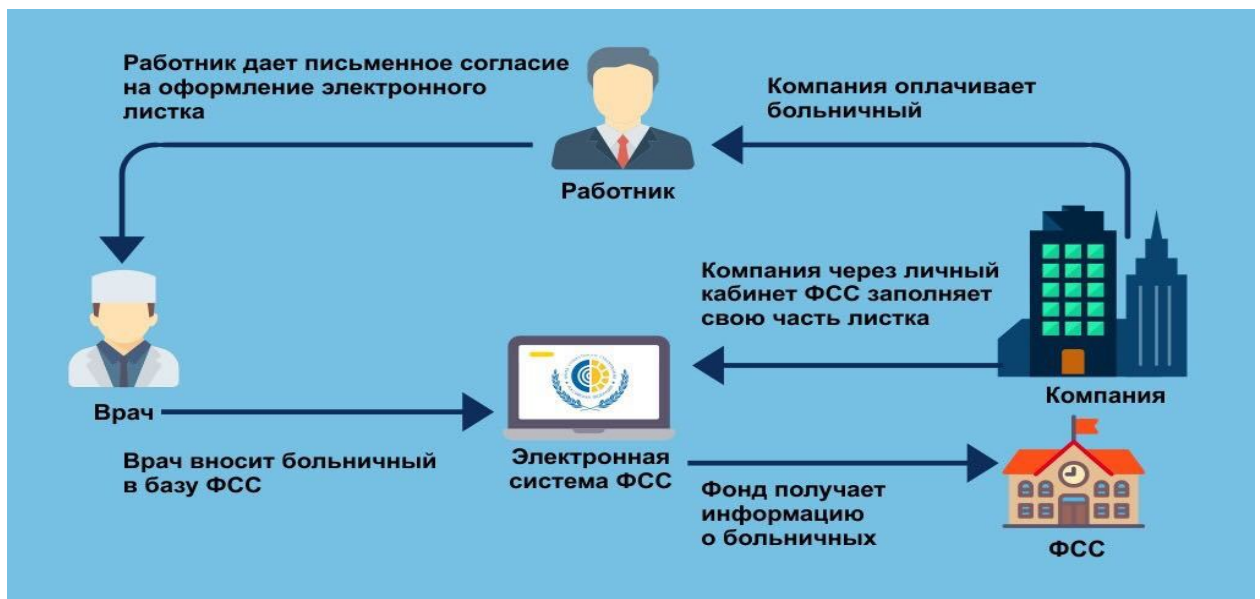 Работник дает письменное согласие
на оформление электронного
листка
Компания оплачивает
больничный
Работник
Компания через личный
кабинет ФСС заполняет
свою часть листка
Компания
Врач
Врач вносит больничный
в базу ФСС
Электронная
система ФСС
Фонд получает
информацию
о больничных
ФСС